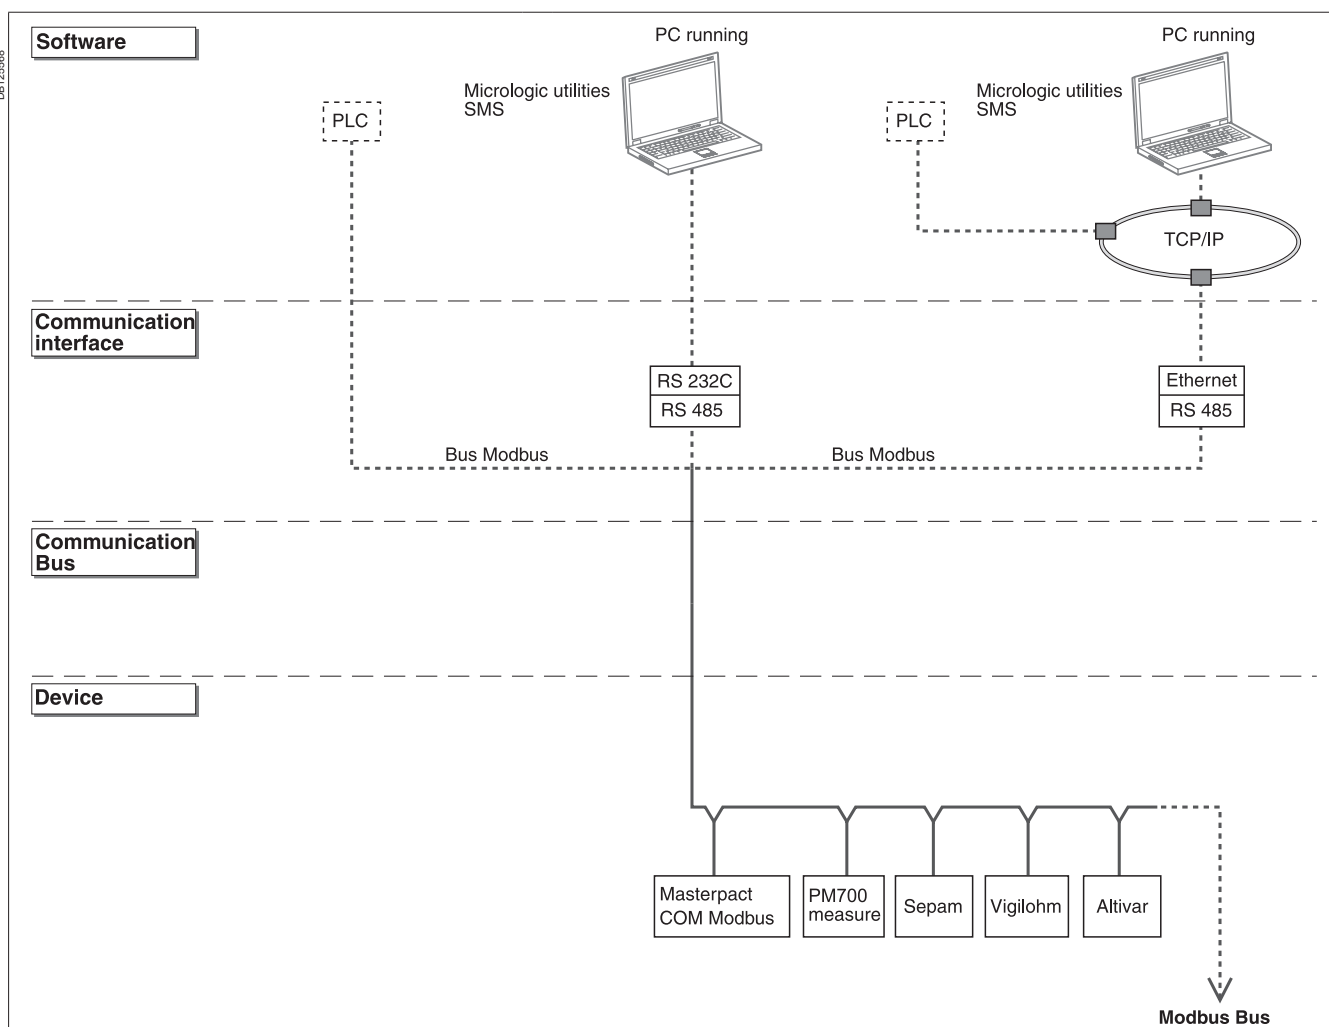 Software
PC running
PC running
Micrologic utilities
SMS
Micrologic utilities
SMS
PLC
PLC
TCP/IP
Communication
interface
RS 232C
RS 485
Ethernet
RS 485
Bus Modbus
Bus Modbus
Communication
Bus
Device
Masterpact
COM Modbus
PM700
measure
Sepam
Vigilohm
Altivar
Modbus Bus